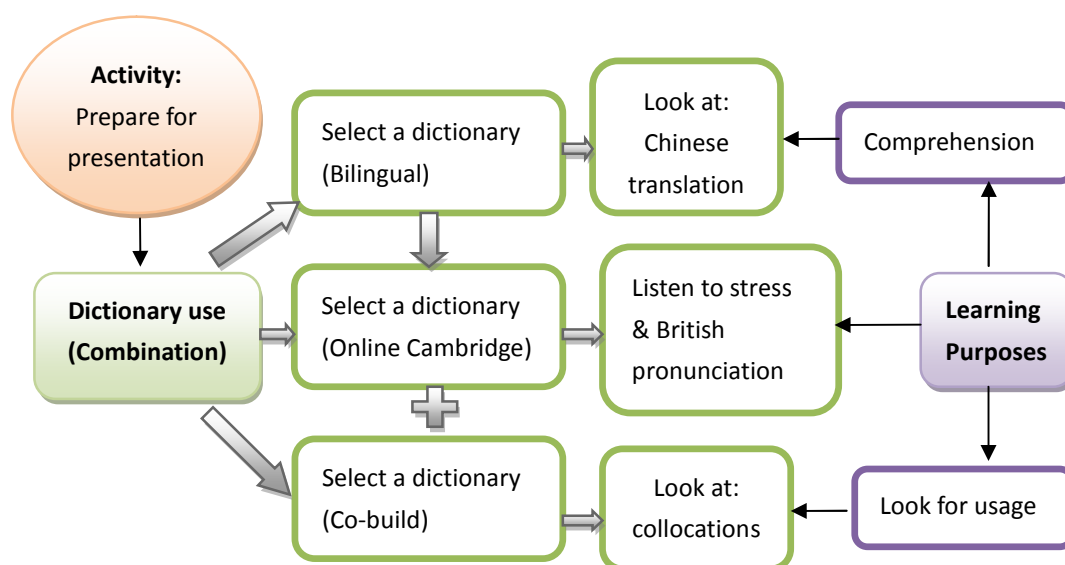 Activity:
Prepare for
presentation
Select a dictionary
(Bilingual)
Look at:
Chinese
translation
Comprehension
Dictionary use
(Combination)
Select a dictionary
(Online Cambridge)
Listen to stress
& British
pronunciation
Learning
Purposes
Select a dictionary
(Co-build)
Look at:
collocations
Look for usage